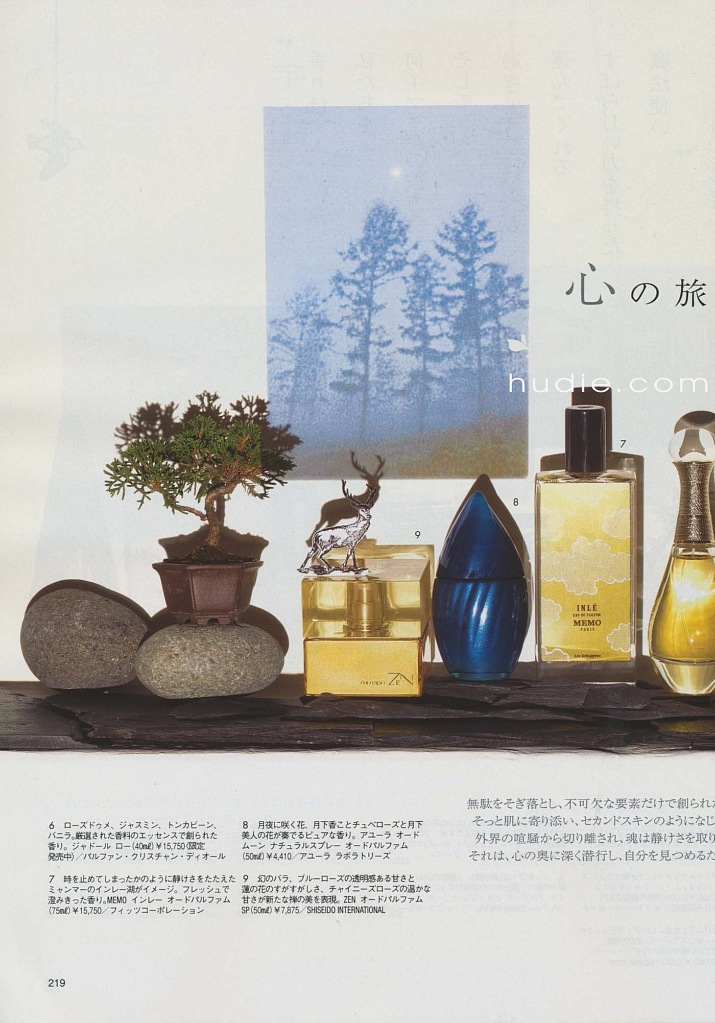 心の旅
hudie.com
7
8
9
INLÉ
EAU DE PARFUM
MEMO
PARIS
Les Echappées
SHISEIDO ZEN
無駄をそぎ落とし、不可欠な要素だけで創られ
そっと肌に寄り添い、セカンドスキンのようになじ
外界の喧騒から切り離され、魂は静けさを取り
それは、心の奥に深く潜行し、自分を見つめるた
6 ローズドゥメ、ジャスミン、トンカビーン、
バニラ。厳選された香料のエッセンスで創られた
香り。ジャドール ロー(40㎖)¥15,750(限定
発売中)/パルファン・クリスチャン・ディオール
7 時を止めてしまったかのように静けさをたたえた
ミャンマーのインレー湖がイメージ。フレッシュで
澄みきった香り。MEMO インレー オードパルファム
(75㎖)¥15,750/フィッツコーポレーション
8 月夜に咲く花、月下香ことチュベローズと月下
美人の花が奏でるピュアな香り。アユーラ オード
ムーン ナチュラルスプレー オードパルファム
(50㎖)¥4,410/アユーラ ラボラトリーズ
9 幻のバラ、ブルーローズの透明感ある甘さと
蓮の花のすがすがしさ、チャイニーズローズの温かな
甘さが新たな禅の美を表現。ZEN オードパルファム
SP(50㎖)¥7,875/SHISEIDO INTERNATIONAL
219